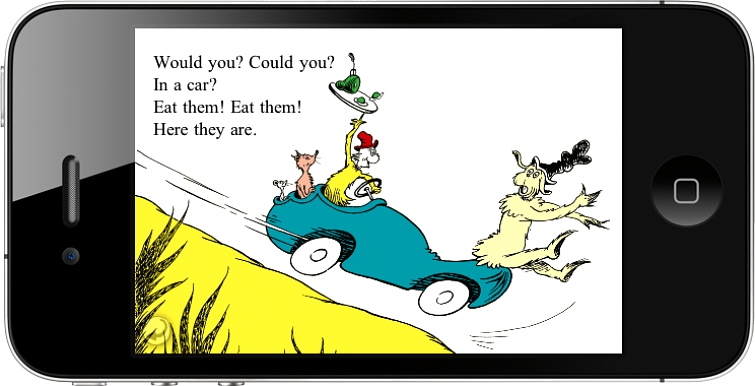 Would you? Could you?
In a car?
Eat them! Eat them!
Here they are.